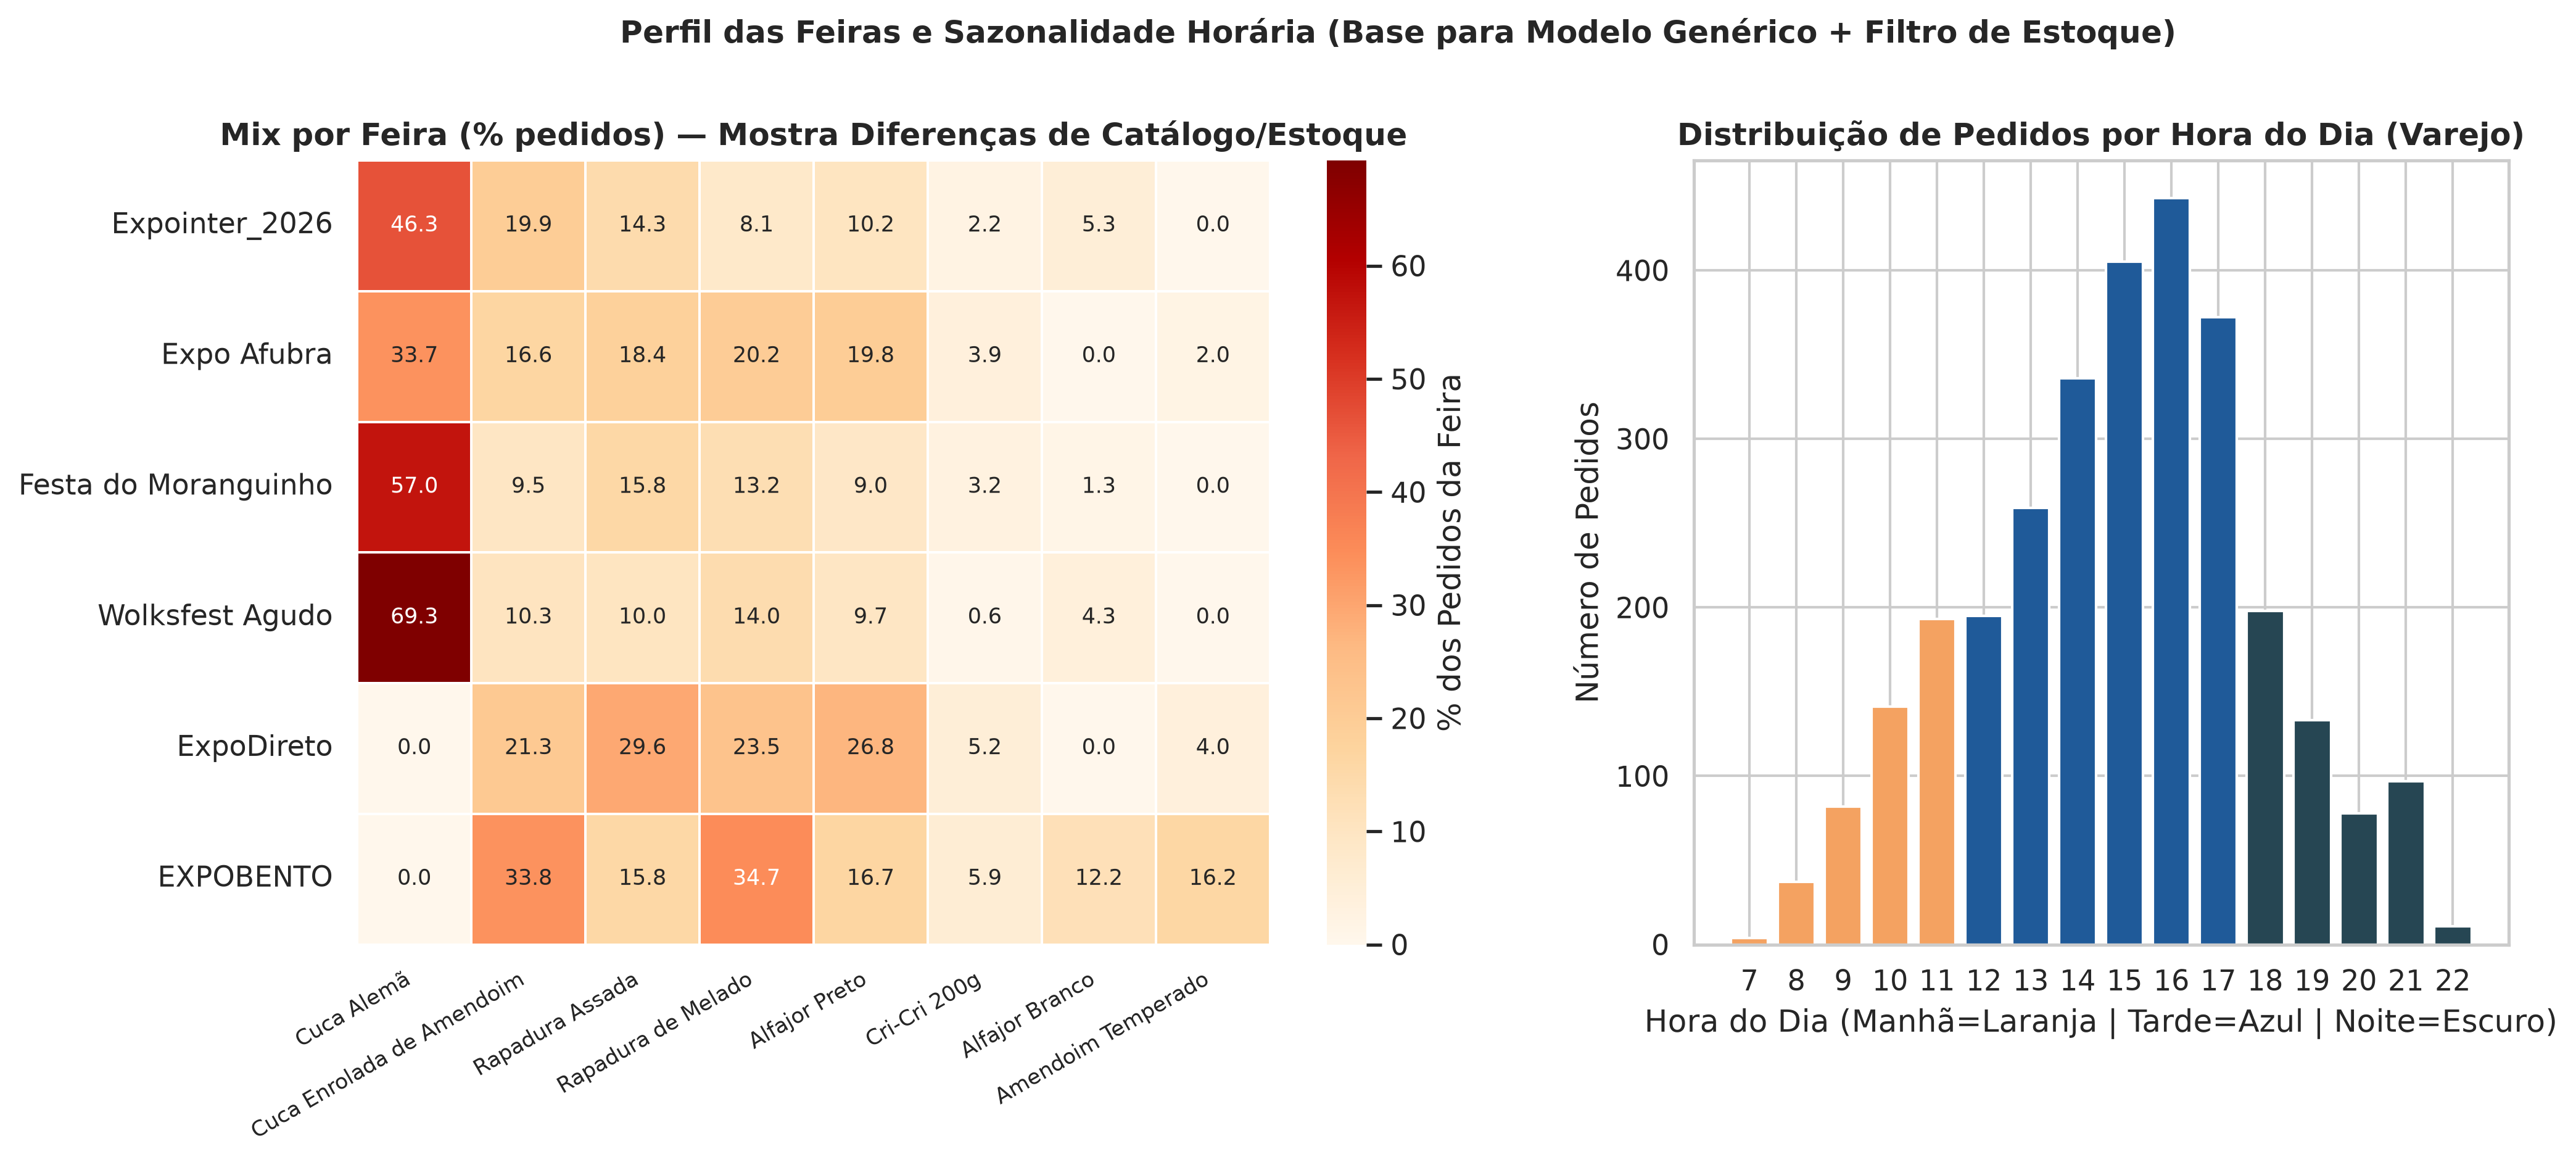 Perfil das Feiras e Sazonalidade Horária (Base para Modelo Genérico + Filtro de Estoque)
Mix por Feira (% pedidos) — Mostra Diferenças de Catálogo/Estoque
Expointer_2026 46.3 19.9 14.3 8.1 10.2 2.2 5.3 0.0
Expo Afubra 33.7 16.6 18.4 20.2 19.8 3.9 0.0 2.0
Festa do Moranguinho 57.0 9.5 15.8 13.2 9.0 3.2 1.3 0.0
Wolksfest Agudo 69.3 10.3 10.0 14.0 9.7 0.6 4.3 0.0
ExpoDireto 0.0 21.3 29.6 23.5 26.8 5.2 0.0 4.0
EXPOBENTO 0.0 33.8 15.8 34.7 16.7 5.9 12.2 16.2
Cuca Alemã
Cuca Enrolada de Amendoim
Rapadura Assada
Rapadura de Melado
Alfajor Preto
Cri-Cri 200g
Alfajor Branco
Amendoim Temperado
60
50
40
30
20
10
0
% dos Pedidos da Feira
Distribuição de Pedidos por Hora do Dia (Varejo)
Número de Pedidos
400
300
200
100
0
7 8 9 10 11 12 13 14 15 16 17 18 19 20 21 22
Hora do Dia (Manhã=Laranja | Tarde=Azul | Noite=Escuro)